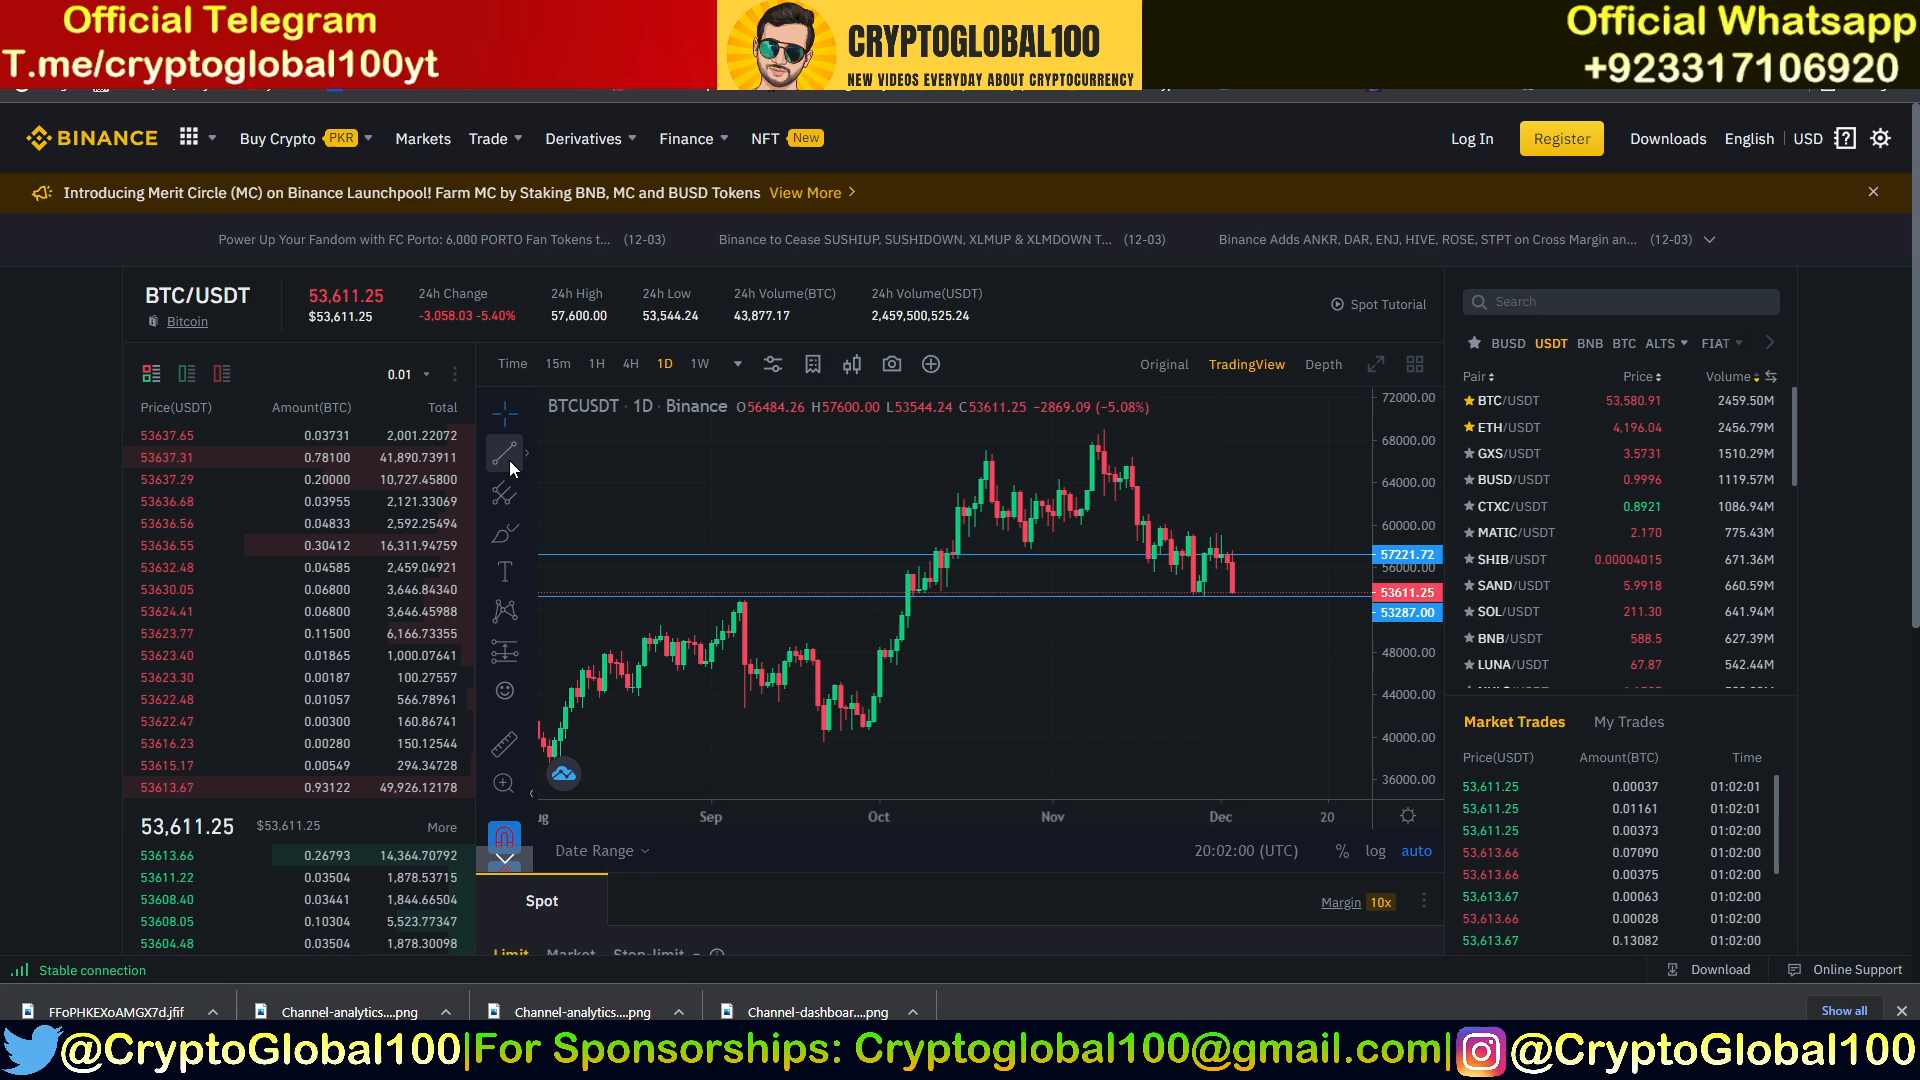 Official Telegram
T.me/cryptoglobal100yt
CRYPTOGLOBAL100
NEW VIDEOS EVERYDAY ABOUT CRYPTOCURRENCY
Official Whatsapp
+923317106920
BINANCE Buy Crypto PKR Markets Trade Derivatives Finance NFT New Log In Register Downloads English USD
Introducing Merit Circle (MC) on Binance Launchpool! Farm MC by Staking BNB, MC and BUSD Tokens View More
Power Up Your Fandom with FC Porto: 6,000 PORTO Fan Tokens t... (12-03) Binance to Cease SUSHIUP, SUSHIDOWN, XLMUP & XLMDOWN T... (12-03) Binance Adds ANKR, DAR, ENJ, HIVE, ROSE, STPT on Cross Margin an... (12-03)
BTC/USDT
Bitcoin
53,611.25
$53,611.25
24h Change
-3,058.03 -5.40%
24h High
57,600.00
24h Low
53,544.24
24h Volume(BTC)
43,877.17
24h Volume(USDT)
2,459,500,525.24
Spot Tutorial
0.01
Price(USDT) Amount(BTC) Total
53637.65 0.03731 2,001.22072
53637.31 0.78100 41,890.73911
53637.29 0.20000 10,727.45800
53636.68 0.03955 2,121.33069
53636.56 0.04833 2,592.25494
53636.55 0.30412 16,311.94759
53632.48 0.04585 2,459.04921
53630.05 0.06800 3,646.84340
53624.41 0.06800 3,646.45988
53623.77 0.11500 6,166.73355
53623.40 0.01865 1,000.07641
53623.30 0.00187 100.27557
53622.48 0.01057 566.78961
53622.47 0.00300 160.86741
53616.23 0.00280 150.12544
53615.17 0.00549 294.34728
53613.67 0.93122 49,926.12178
53,611.25 $53,611.25 More
53613.66 0.26793 14,364.70792
53611.22 0.03504 1,878.53715
53608.40 0.03441 1,844.66504
53608.05 0.10304 5,523.77347
53604.48 0.03504 1,878.30098
Time 15m 1H 4H 1D 1W Original TradingView Depth
BTCUSDT · 1D · Binance O56484.26 H57600.00 L53544.24 C53611.25 -2869.09 (-5.08%)
72000.00
68000.00
64000.00
60000.00
57221.72
56000.00
53611.25
53287.00
48000.00
44000.00
40000.00
36000.00
ug Sep Oct Nov Dec 20
Date Range 20:02:00 (UTC) % log auto
Spot Margin 10x
Limit Market Stop-limit
Search
BUSD USDT BNB BTC ALTS FIAT
Pair Price Volume
BTC/USDT 53,580.91 2459.50M
ETH/USDT 4,196.04 2456.79M
GXS/USDT 3.5731 1510.29M
BUSD/USDT 0.9996 1119.57M
CTXC/USDT 0.8921 1086.94M
MATIC/USDT 2.170 775.43M
SHIB/USDT 0.00004015 671.36M
SAND/USDT 5.9918 660.59M
SOL/USDT 211.30 641.94M
BNB/USDT 588.5 627.39M
LUNA/USDT 67.87 542.44M
Market Trades My Trades
Price(USDT) Amount(BTC) Time
53,611.25 0.00037 01:02:01
53,611.25 0.01161 01:02:01
53,611.25 0.00373 01:02:00
53,613.66 0.07090 01:02:00
53,613.66 0.00375 01:02:00
53,613.67 0.00063 01:02:00
53,613.66 0.00028 01:02:00
53,613.67 0.13082 01:02:00
Stable connection Download Online Support
FFoPHKEXoAMGX7d.jfif Channel-analytics....png Channel-analytics....png Channel-dashboar....png Show all
@CryptoGlobal100|For Sponsorships: Cryptoglobal100@gmail.com| @CryptoGlobal100